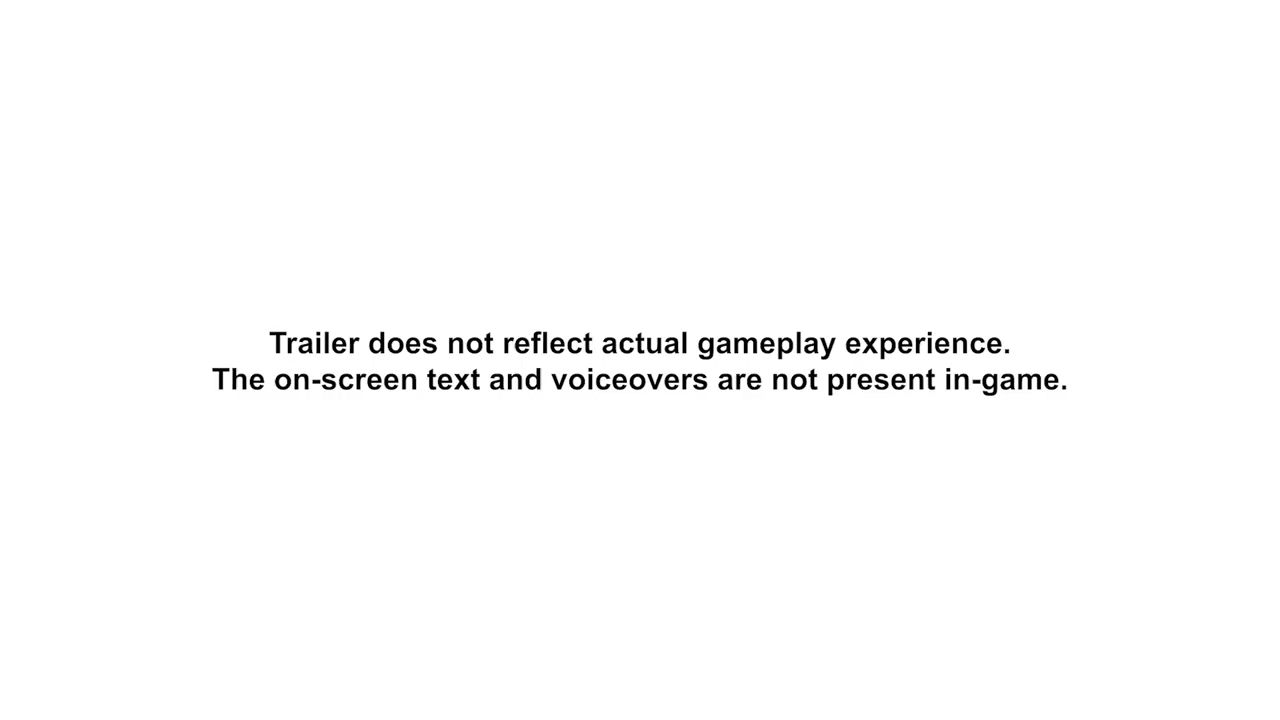 Trailer does not reflect actual gameplay experience.
The on-screen text and voiceovers are not present in-game.